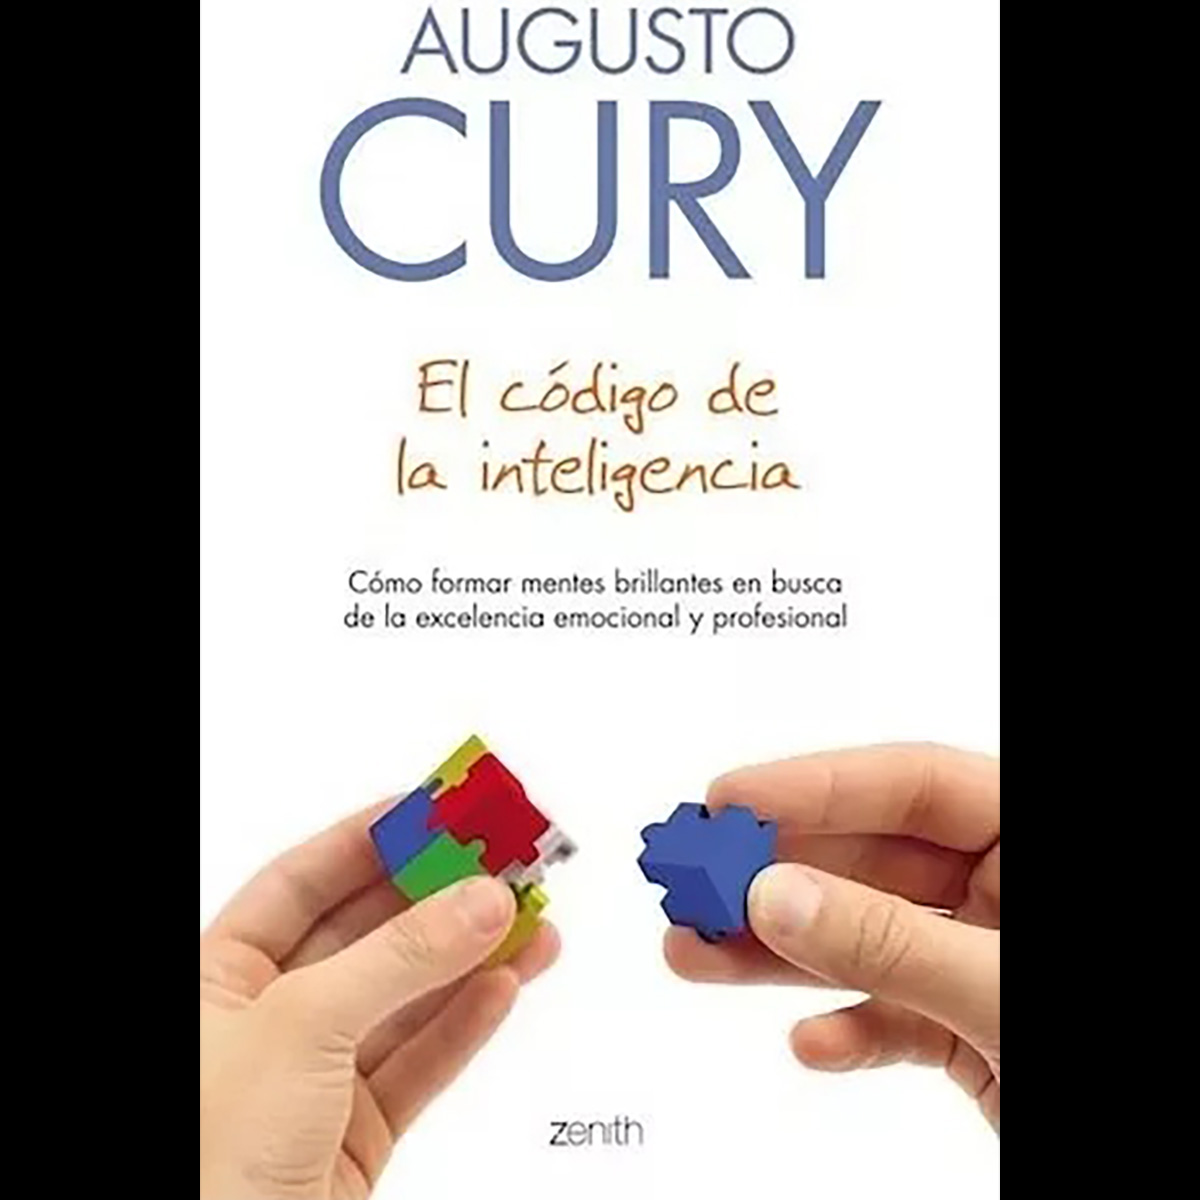 AUGUSTO
CURY
El código de
la inteligencia
Cómo formar mentes brillantes en busca
de la excelencia emocional y profesional
zenith